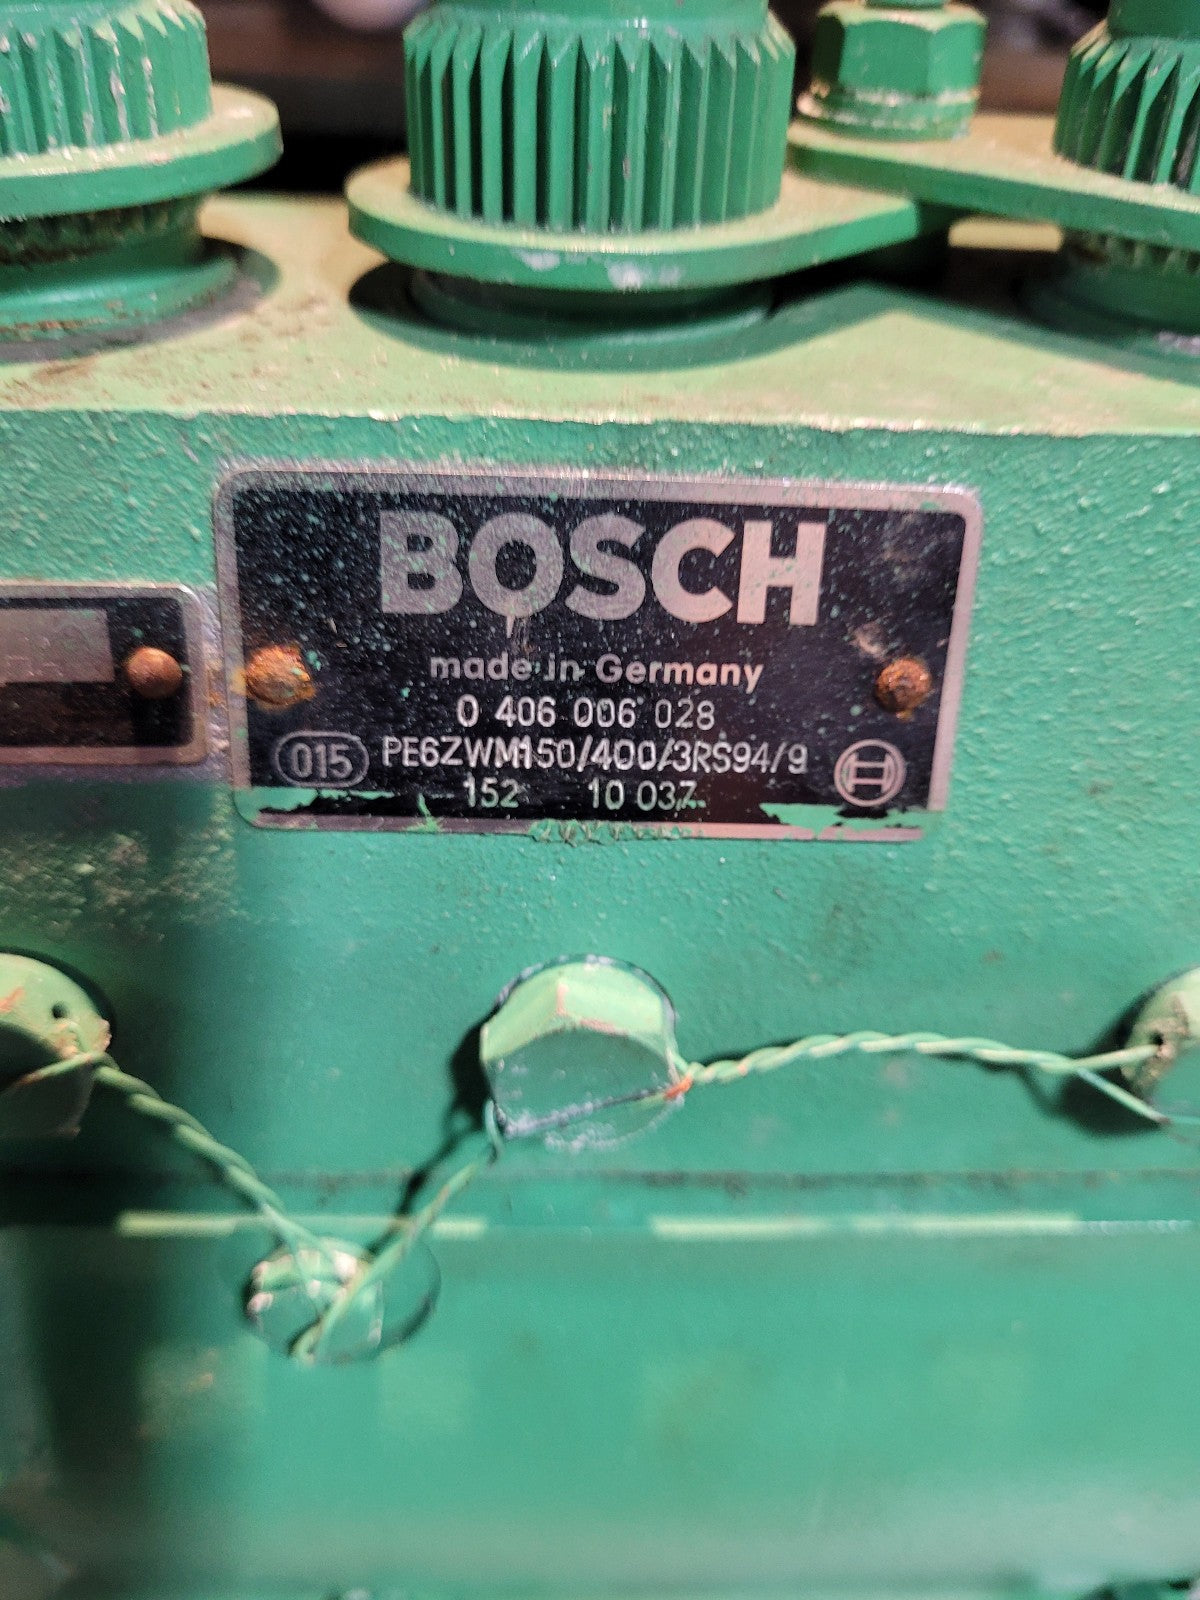 BOSCH
made in Germany
0 406 006 028
015 PE6ZWM150/400/3RS94/9
152 10 037